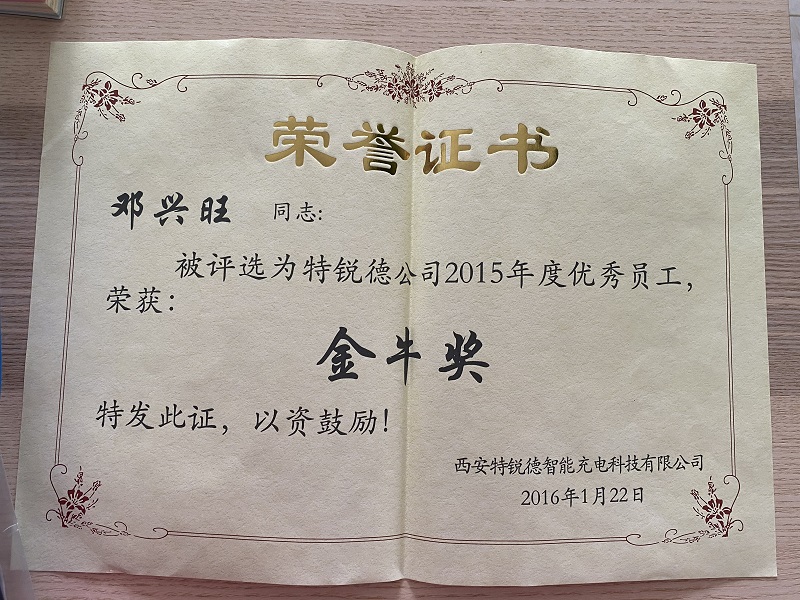 荣誉证书
邓兴旺 同志:
被评选为特锐德公司2015年度优秀员工，
荣获：
金牛奖
特发此证，以资鼓励！
西安特锐德智能充电科技有限公司
2016年1月22日